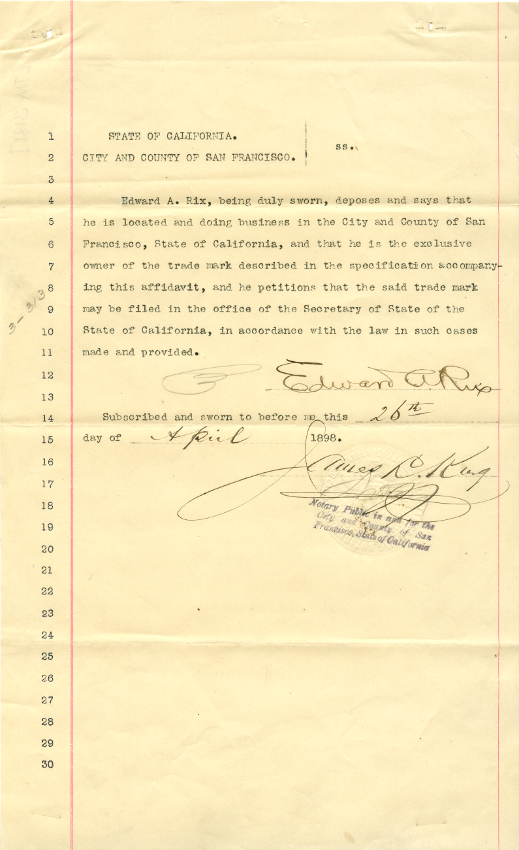 1 STATE OF CALIFORNIA.
ss.
2 CITY AND COUNTY OF SAN FRANCISCO.
3
4 Edward A. Rix, being duly sworn, deposes and says that
5 he is located and doing business in the City and County of San
6 Francisco, State of California, and that he is the exclusive
7 owner of the trade mark described in the specification accompany-
8 ing this affidavit, and he petitions that the said trade mark
9 may be filed in the office of the Secretary of State of the
10 State of California, in accordance with the law in such cases
11 made and provided.
3-313
12 Edward A. Rix
13
14 Subscribed and sworn to before me this 26th
15 day of April 1898.
16 James L. King
17
18 Notary Public in and for the
City and County of San
19 Francisco, State of California
20
21
22
23
24
25
26
27
28
29
30